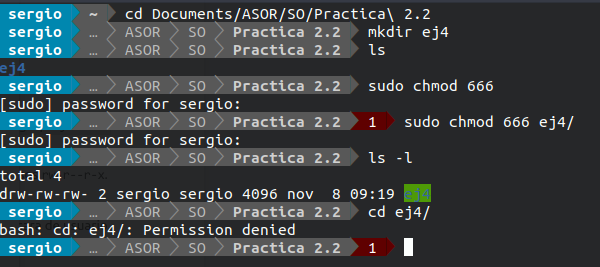 sergio ~ cd Documents/ASOR/SO/Practica\ 2.2
sergio … ASOR SO Practica 2.2 mkdir ej4
sergio … ASOR SO Practica 2.2 ls
ej4
sergio … ASOR SO Practica 2.2 sudo chmod 666
[sudo] password for sergio:
sergio … ASOR SO Practica 2.2 1 sudo chmod 666 ej4/
[sudo] password for sergio:
sergio … ASOR SO Practica 2.2 ls -l
total 4
drw-rw-rw- 2 sergio sergio 4096 nov  8 09:19 ej4
sergio … ASOR SO Practica 2.2 cd ej4/
bash: cd: ej4/: Permission denied
sergio … ASOR SO Practica 2.2 1